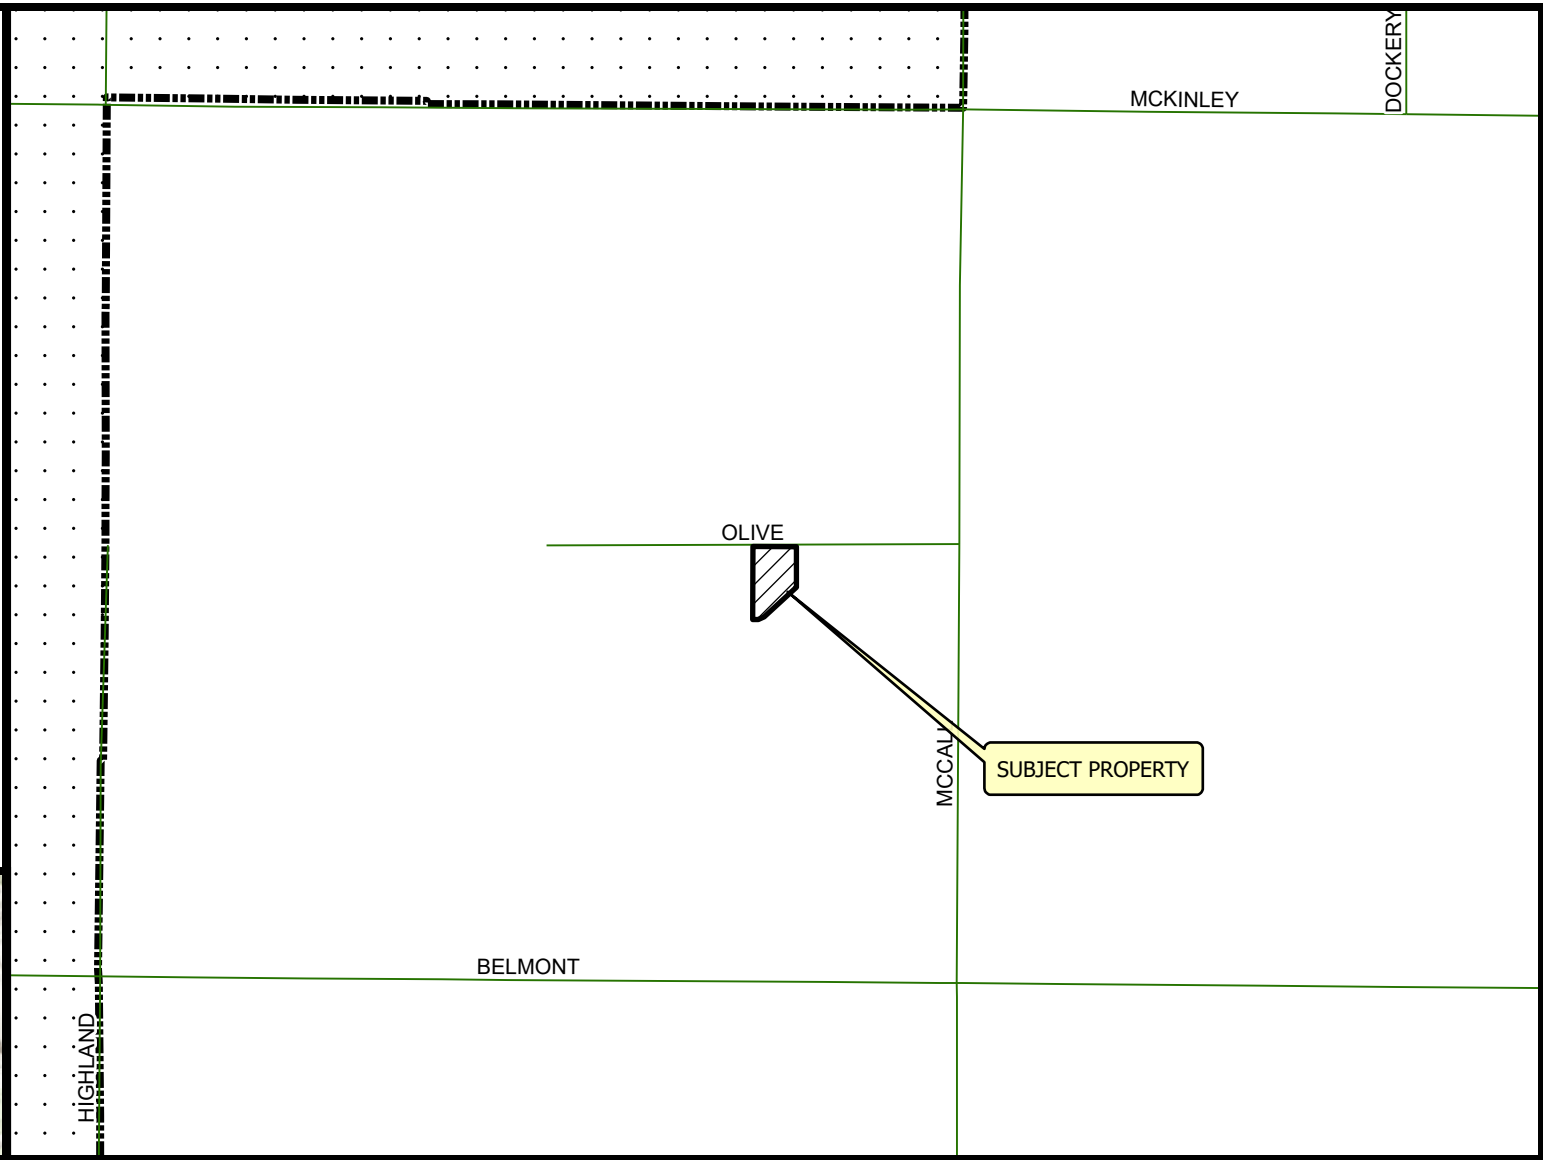 DOCKERY
MCKINLEY
OLIVE
MCCALL
SUBJECT PROPERTY
BELMONT
HIGHLAND